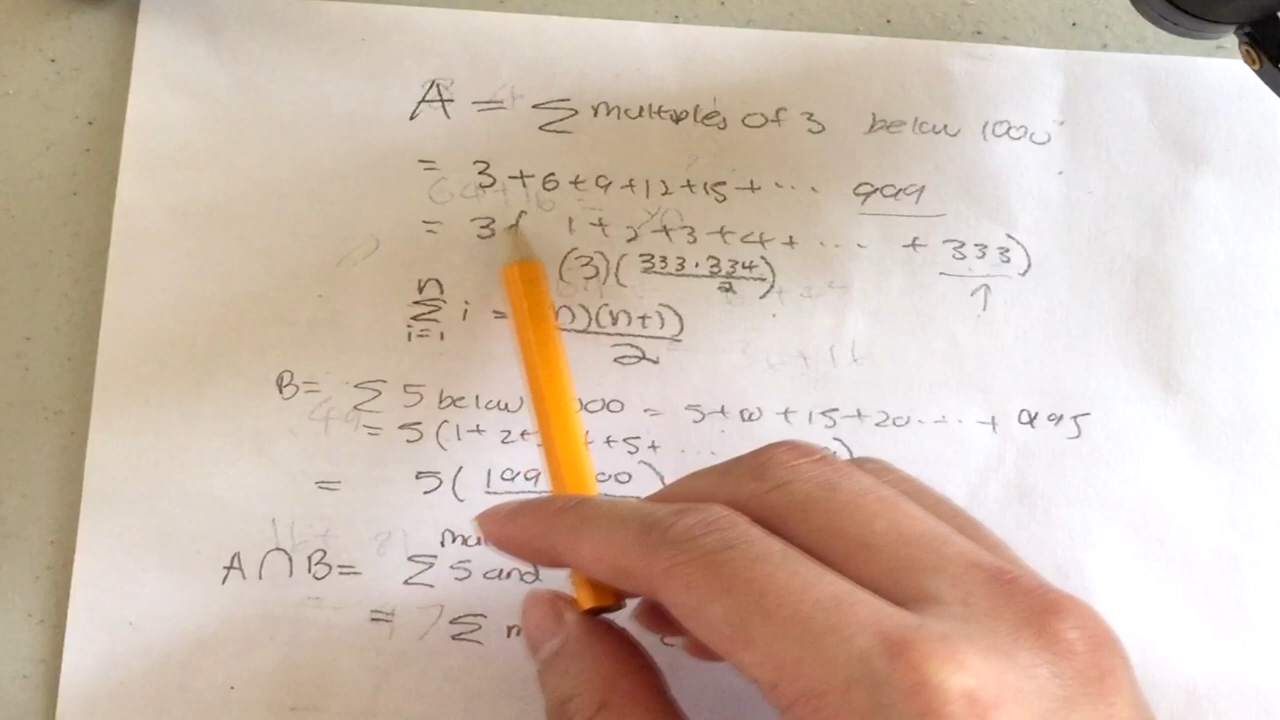 A = Σ multiples of 3 below 1000
= 3 + 6 + 9 + 12 + 15 + ... 999
= 3( 1 + 2 + 3 + 4 + ... + 333)
(3)(333·334/2) ↑
n Σ i=1 i = n)(n+1)/2
B= Σ 5 below 000 = 5+10+15+20....+ 995
= 5(1+2+ +5+ ...
= 5( 199 00 )
A∩B= Σ 5 and
= Σ